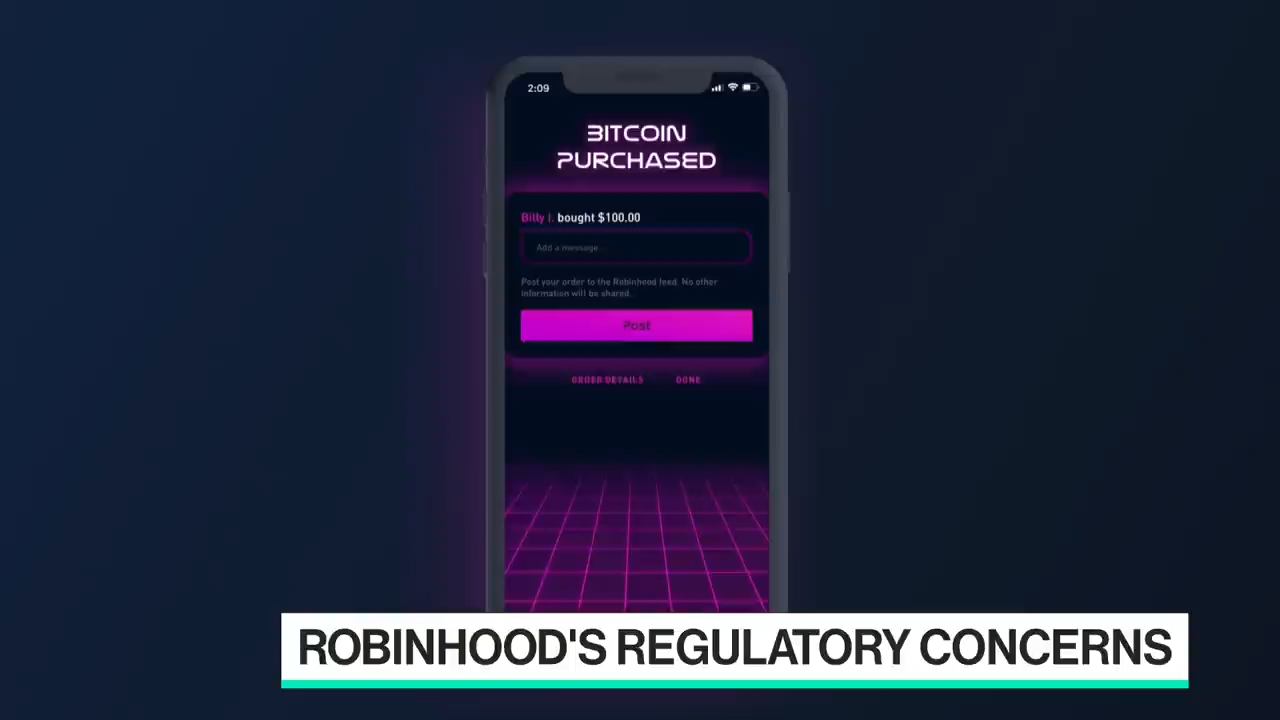 2:09
BITCOIN
PURCHASED
Billy I. bought $100.00
Add a message
Post your order to the Robinhood feed. No other
information will be shared.
Post
ORDER DETAILS DONE
ROBINHOOD'S REGULATORY CONCERNS